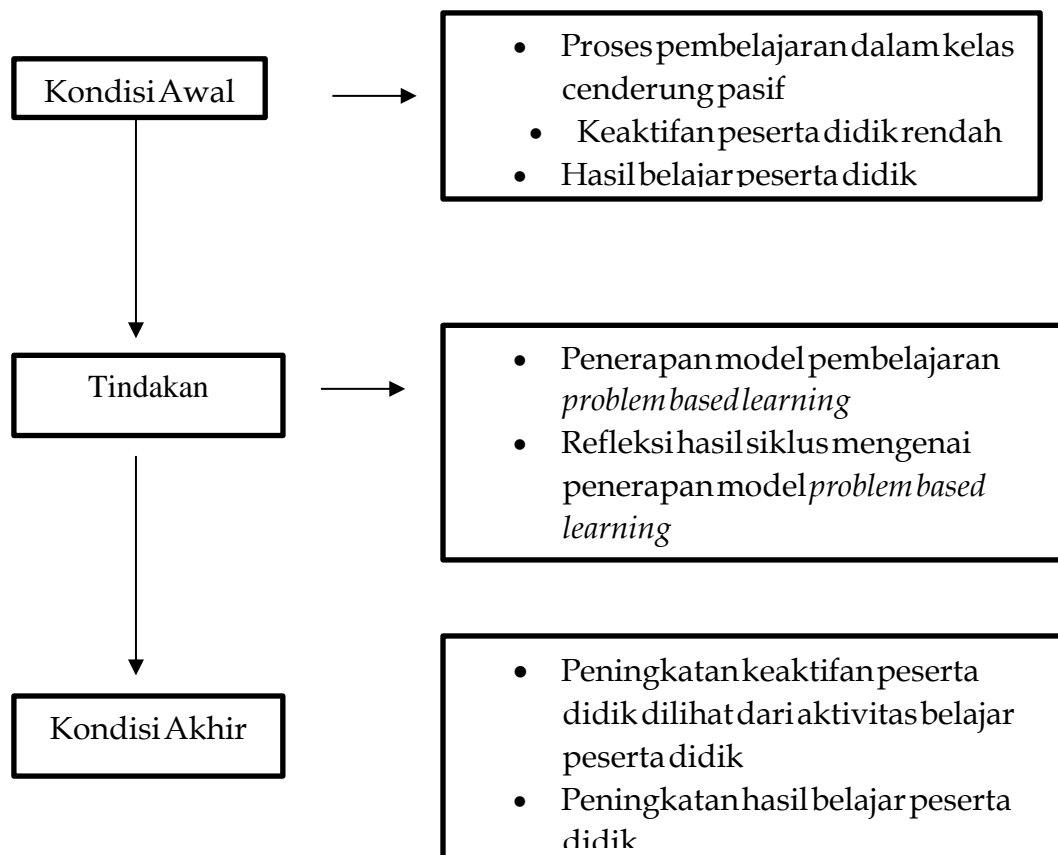 Kondisi Awal
• Proses pembelajaran dalam kelas
cenderung pasif
• Keaktifan peserta didik rendah
• Hasil belajar peserta didik
Tindakan
• Penerapan model pembelajaran
problem based learning
• Refleksi hasil siklus mengenai
penerapan model problem based
learning
Kondisi Akhir
• Peningkatan keaktifan peserta
didik dilihat dari aktivitas belajar
peserta didik
• Peningkatan hasil belajar peserta
didik